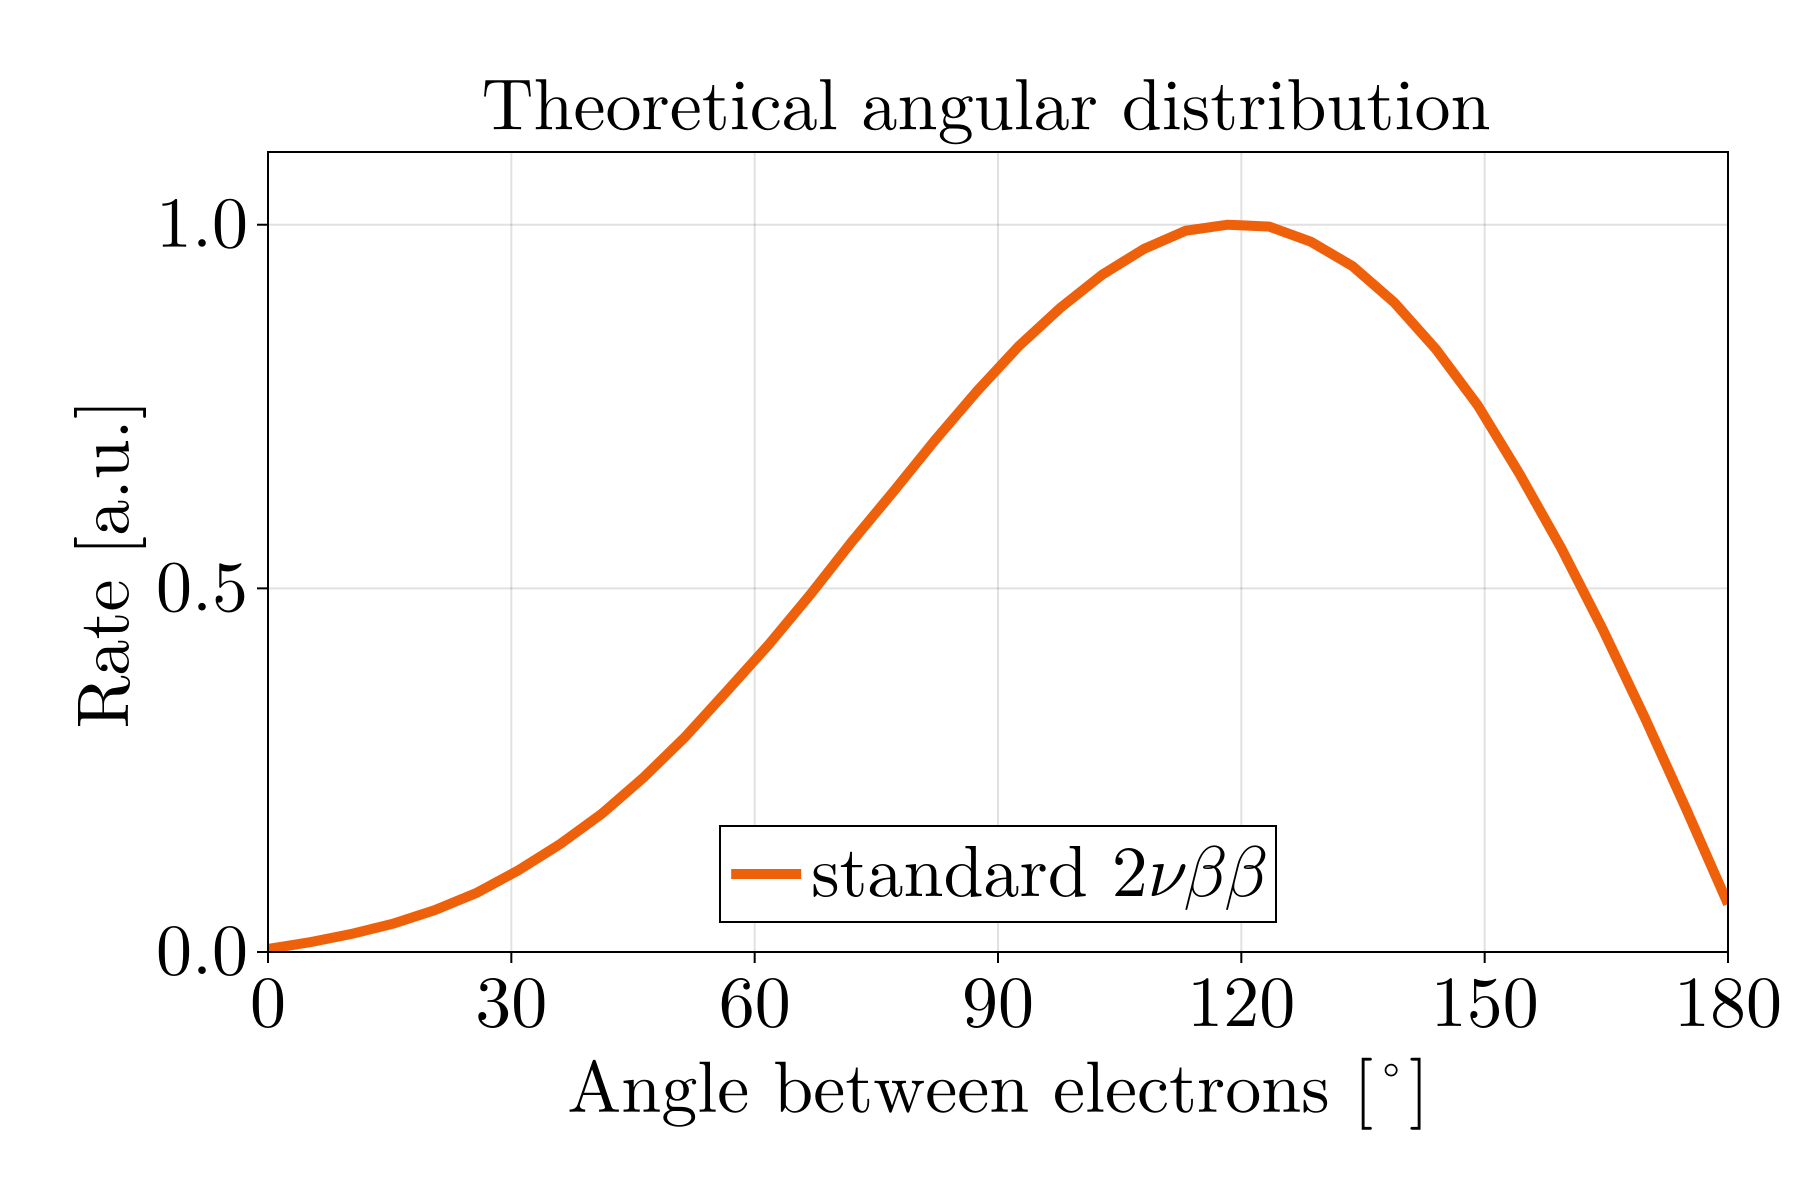 Theoretical angular distribution
1.0
0.5
0.0
Rate [a.u.]
standard 2νββ
0 30 60 90 120 150 180
Angle between electrons [°]